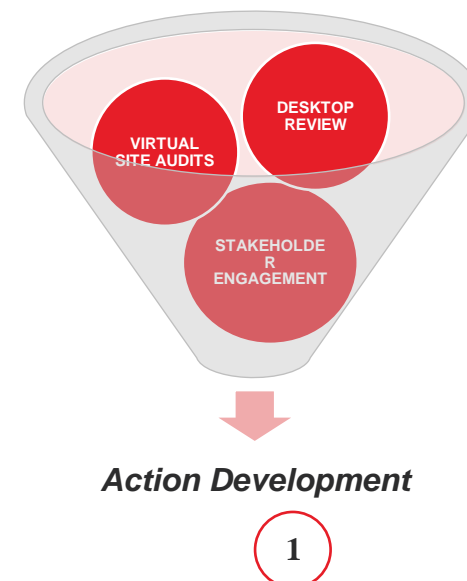 DESKTOP
REVIEW
VIRTUAL
SITE AUDITS
STAKEHOLDE
R
ENGAGEMENT
Action Development
1